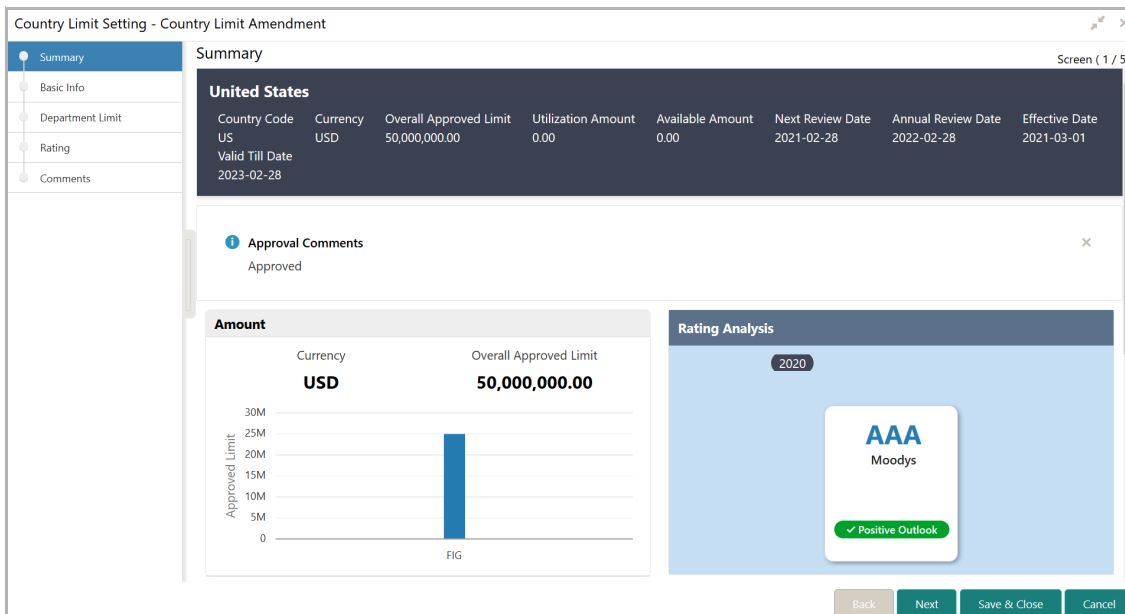 Country Limit Setting - Country Limit Amendment
Summary
Basic Info
Department Limit
Rating
Comments
Summary
Screen ( 1 / 5
United States
Country Code Currency Overall Approved Limit Utilization Amount Available Amount Next Review Date Annual Review Date Effective Date
US USD 50,000,000.00 0.00 0.00 2021-02-28 2022-02-28 2021-03-01
Valid Till Date
2023-02-28
Approval Comments
Approved
Amount
Currency Overall Approved Limit
USD 50,000,000.00
Approved Limit
30M
25M
20M
15M
10M
5M
0
FIG
Rating Analysis
2020
AAA
Moodys
Positive Outlook
Back Next Save & Close Cancel